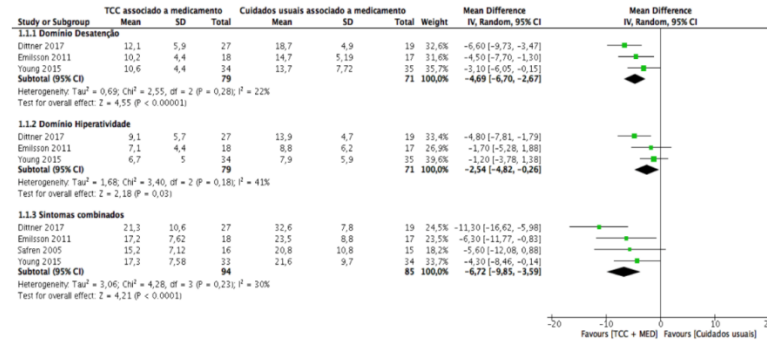 TCC associado a medicamento Cuidados usuais associado a medicamento Mean Difference Mean Difference
Study or Subgroup Mean SD Total Mean SD Total Weight IV, Random, 95% CI IV, Random, 95% CI
1.1.1 Domínio Desatenção
Dittner 2017 12,1 5,9 27 18,7 4,9 19 32,6% -6,60 [-9,73, -3,47]
Emilsson 2011 10,2 4,4 18 14,7 5,19 17 31,2% -4,50 [-7,70, -1,30]
Young 2015 10,6 4,4 34 13,7 7,72 35 35,7% -3,10 [-6,05, -0,15]
Subtotal (95% CI) 79 71 100,0% -4,69 [-6,70, -2,67]
Heterogeneity: Tau² = 0,69; Chi² = 2,55, df = 2 (P = 0,28); I² = 22%
Test for overall effect: Z = 4,55 (P < 0.00001)
1.1.2 Domínio Hiperatividade
Dittner 2017 9,1 5,7 27 13,9 4,7 19 33,4% -4,80 [-7,81, -1,79]
Emilsson 2011 7,1 4,4 18 8,8 6,2 17 26,9% -1,70 [-5,28, 1,88]
Young 2015 6,7 5 34 7,9 5,9 35 39,7% -1,20 [-3,78, 1,38]
Subtotal (95% CI) 79 71 100,0% -2,54 [-4,82, -0,26]
Heterogeneity: Tau² = 1,68; Chi² = 3,40, df = 2 (P = 0,18); I² = 41%
Test for overall effect: Z = 2,18 (P = 0,03)
1.1.3 Sintomas combinados
Dittner 2017 21,3 10,6 27 32,6 7,8 19 24,5% -11,30 [-16,62, -5,98]
Emilsson 2011 17,2 7,62 18 23,5 8,8 17 23,6% -6,30 [-11,77, -0,83]
Safren 2005 15,2 7,12 16 20,8 10,8 15 17,9% -5,60 [-12,08, 0,88]
Young 2015 17,3 7,58 33 21,6 9,7 34 34,0% -4,30 [-8,46, -0,14]
Subtotal (95% CI) 94 85 100,0% -6,72 [-9,85, -3,59]
Heterogeneity: Tau² = 3,06; Chi² = 4,28, df = 3 (P = 0,23); I² = 30%
Test for overall effect: Z = 4,21 (P < 0.0001)
-20 -10 0 10
Favours [TCC + MED] Favours [Cuidados usuais]